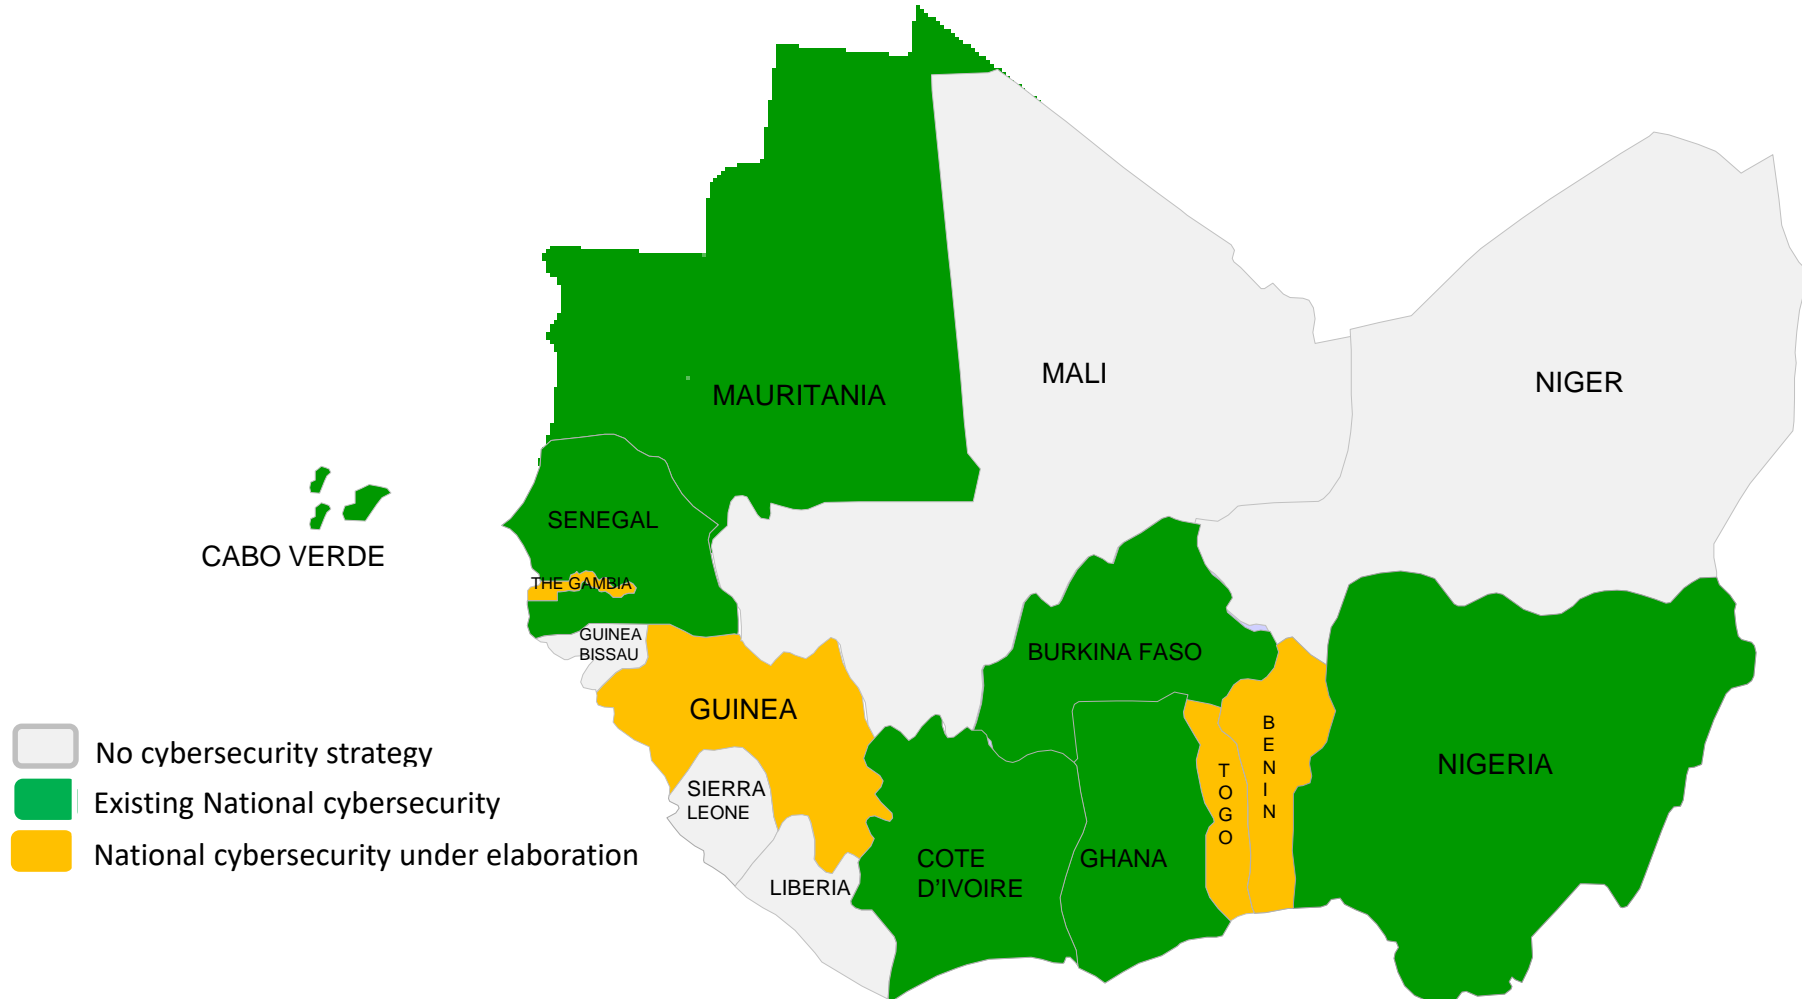 MALI
NIGER
MAURITANIA
SENEGAL
CABO VERDE
THE GAMBIA
GUINEA
BISSAU
BURKINA FASO
GUINEA
B
E
N
I
N
T
O
G
O
NIGERIA
No cybersecurity strategy
SIERRA
LEONE
Existing National cybersecurity
National cybersecurity under elaboration
COTE
D'IVOIRE
GHANA
LIBERIA